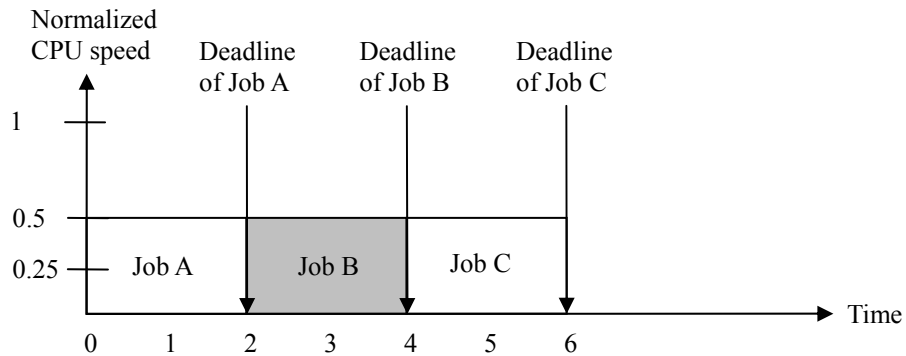 Normalized
CPU speed
Deadline
of Job A
Deadline
of Job B
Deadline
of Job C
1
0.5
0.25
Job A
Job B
Job C
Time
0 1 2 3 4 5 6